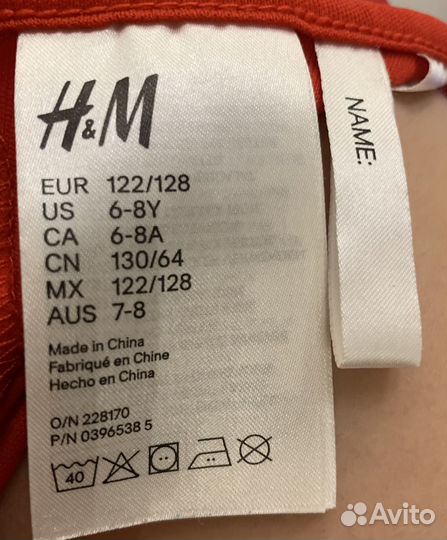 H&M
EUR 122/128
US 6-8Y
CA 6-8A
CN 130/64
MX 122/128
AUS 7-8
Made in China
Fabriqué en Chine
Hecho en China
O/N 228170
P/N 0396538 5
40
NAME:
Avito